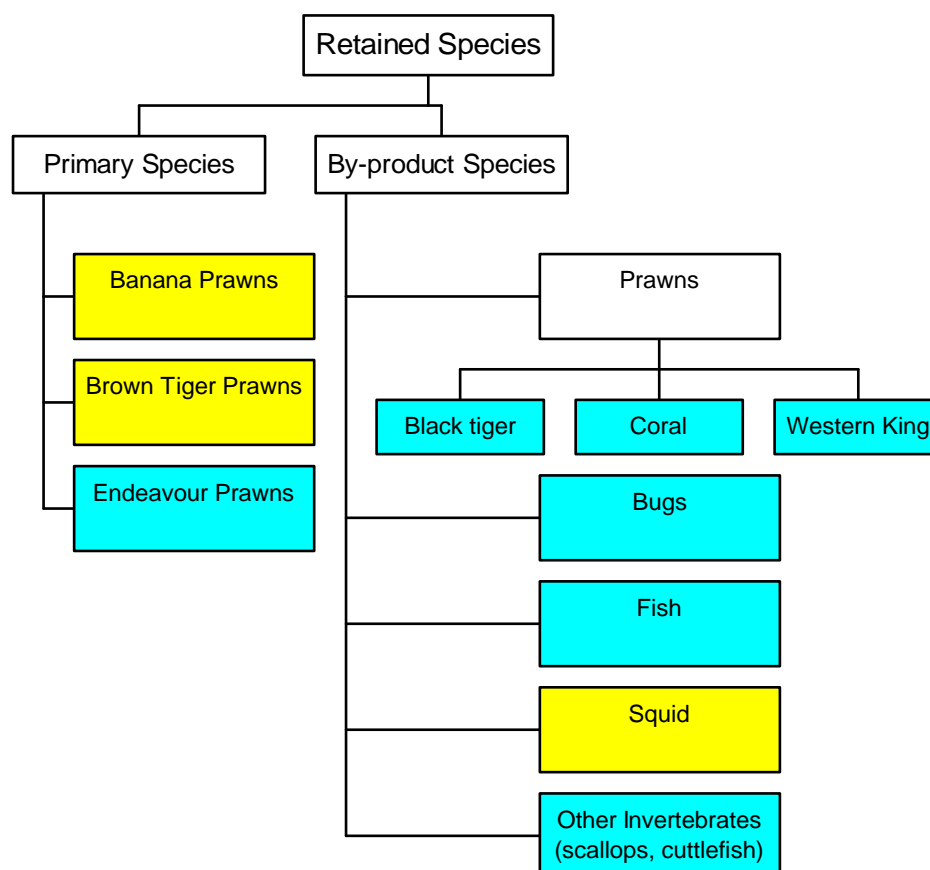 Retained Species
Primary Species
By-product Species
Banana Prawns
Brown Tiger Prawns
Endeavour Prawns
Prawns
Black tiger
Coral
Western King
Bugs
Fish
Squid
Other Invertebrates
(scallops, cuttlefish)